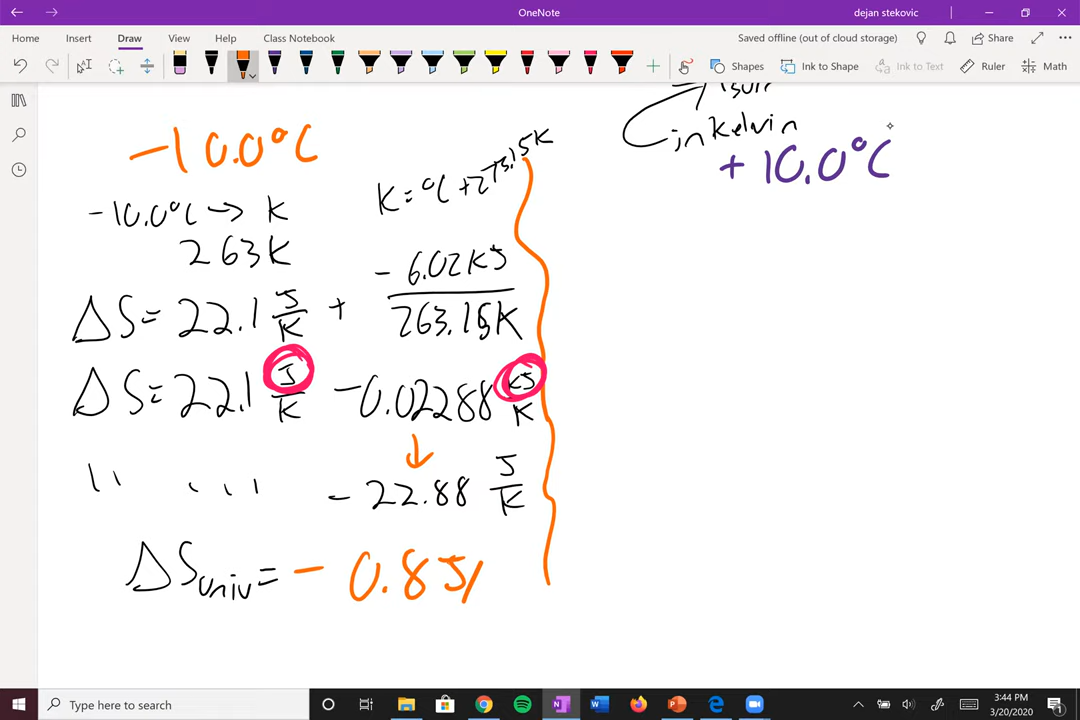 OneNote
dejan stekovic
Home Insert Draw View Help Class Notebook
Saved offline (out of cloud storage)
Share
Shapes
Ink to Shape
Ink to Text
Ruler
Math
in Kelvin
-10.0°C
+10.0°C
K = °C + 273.15K
-10.0°C → K
263K
ΔS = 22.1 J/K + -6.02KJ/263.15K
ΔS = 22.1 J/K -0.02288 KJ/K
↓
" ... -22.88 J/K
ΔSuniv = -0.8 J/
Type here to search
3:44 PM
3/20/2020